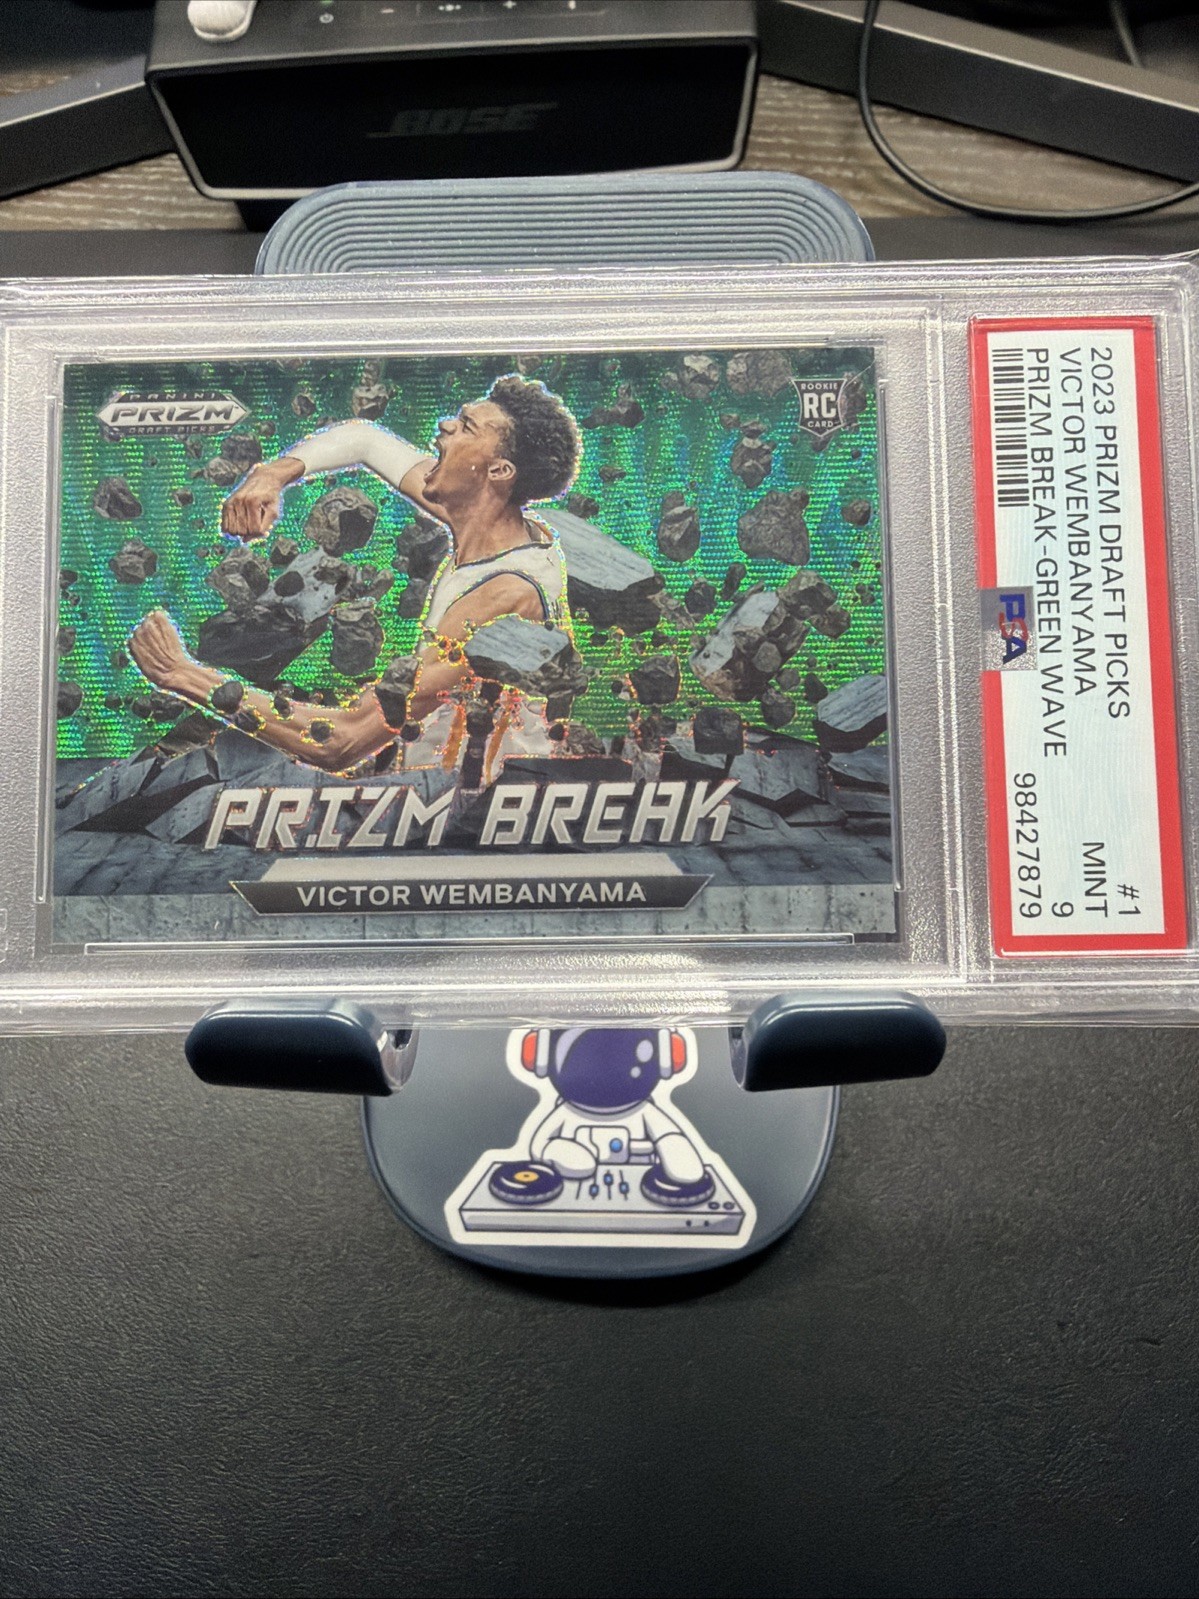 BOSE
PANINI
PRIZM
DRAFT PICKS
ROOKIE
RC
CARD
PRIZM BREAK
VICTOR WEMBANYAMA
2023 PRIZM DRAFT PICKS #1
VICTOR WEMBANYAMA MINT
PRIZM BREAK-GREEN WAVE 9
98427879
PSA